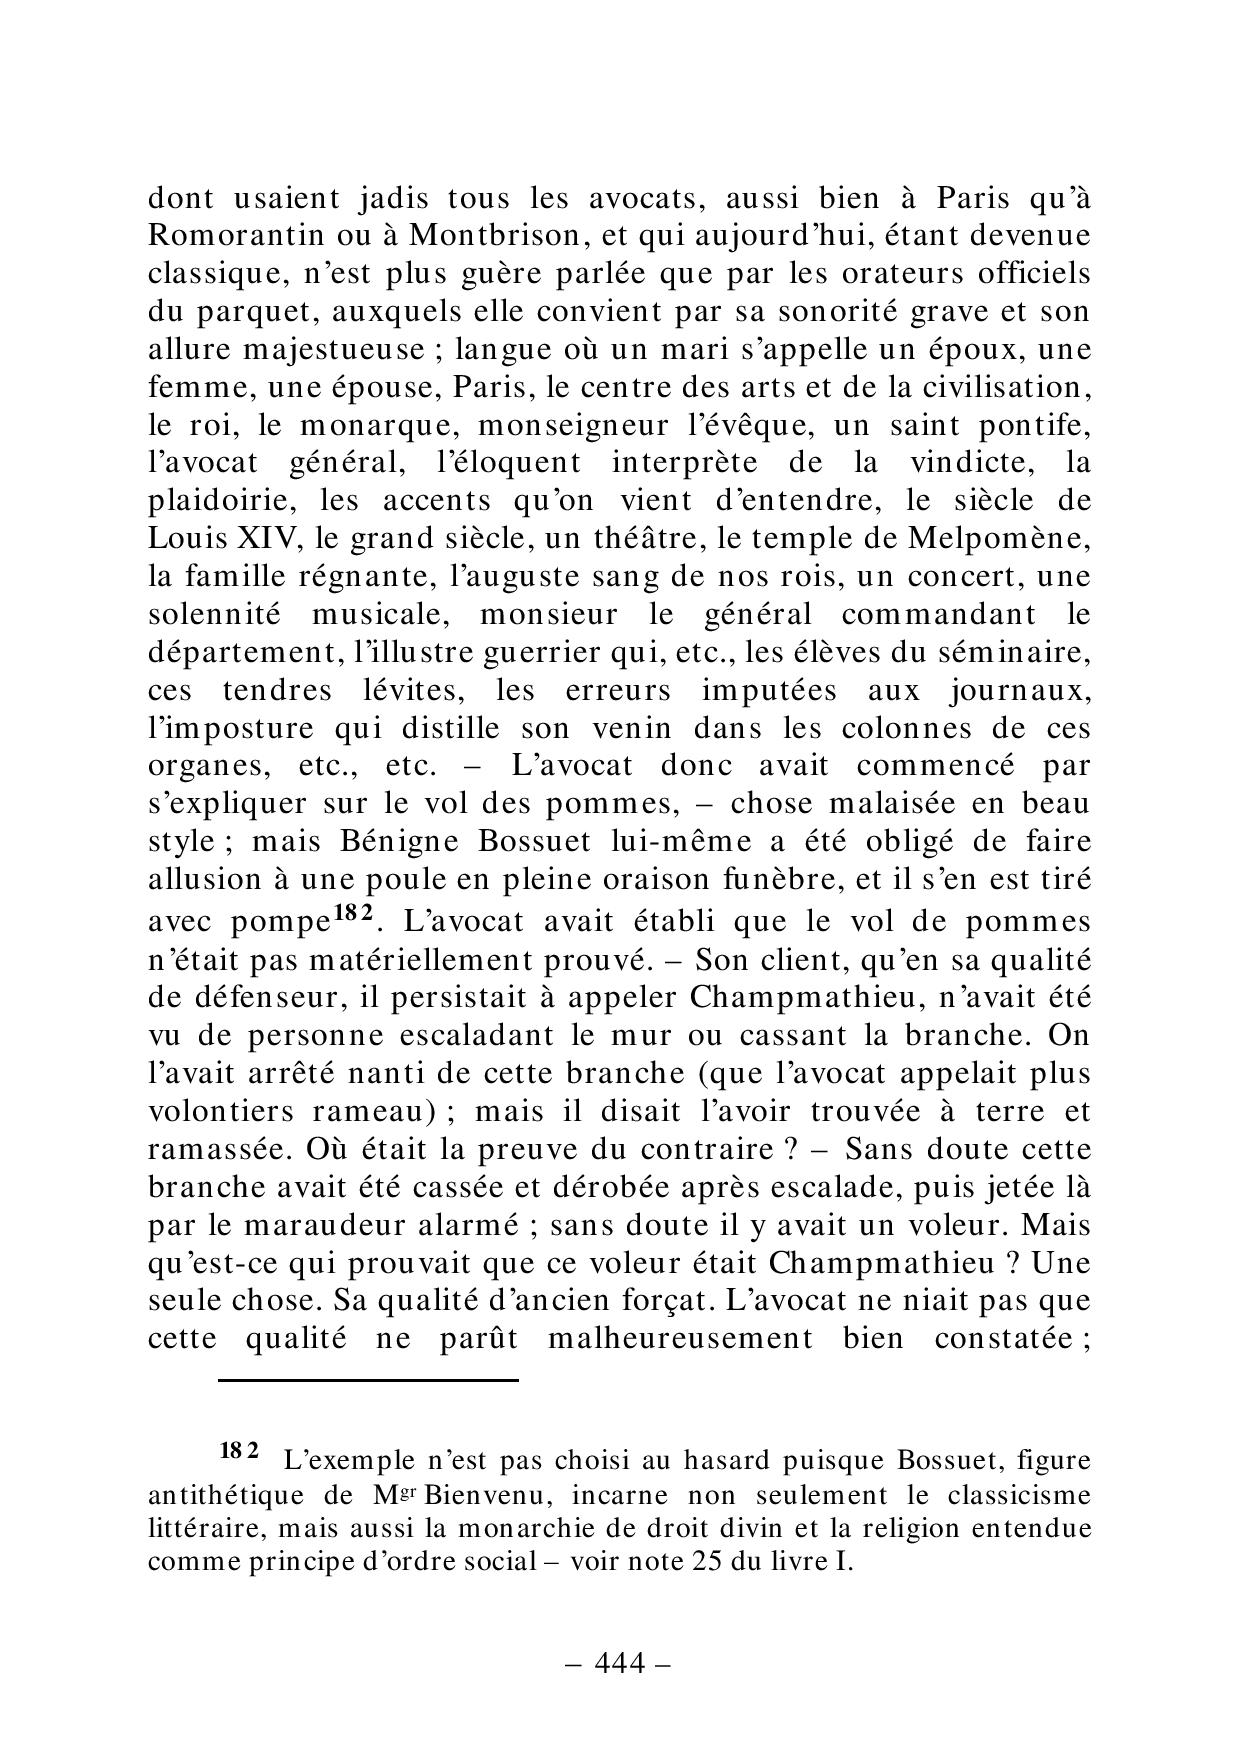 dont usaient jadis tous les avocats, aussi bien à Paris qu’à
Romorantin ou à Montbrison, et qui aujourd’hui, étant devenue
classique, n’est plus guère parlée que par les orateurs officiels
du parquet, auxquels elle convient par sa sonorité grave et son
allure majestueuse ; langue où un mari s’appelle un époux, une
femme, une épouse, Paris, le centre des arts et de la civilisation,
le roi, le monarque, monseigneur l’évêque, un saint pontife,
l’avocat général, l’éloquent interprète de la vindicte, la
plaidoirie, les accents qu’on vient d’entendre, le siècle de
Louis XIV, le grand siècle, un théâtre, le temple de Melpomène,
la famille régnante, l’auguste sang de nos rois, un concert, une
solennité musicale, monsieur le général commandant le
département, l’illustre guerrier qui, etc., les élèves du séminaire,
ces tendres lévites, les erreurs imputées aux journaux,
l’imposture qui distille son venin dans les colonnes de ces
organes, etc., etc. – L’avocat donc avait commencé par
s’expliquer sur le vol des pommes, – chose malaisée en beau
style ; mais Bénigne Bossuet lui-même a été obligé de faire
allusion à une poule en pleine oraison funèbre, et il s’en est tiré
avec pompe182. L’avocat avait établi que le vol de pommes
n’était pas matériellement prouvé. – Son client, qu’en sa qualité
de défenseur, il persistait à appeler Champmathieu, n’avait été
vu de personne escaladant le mur ou cassant la branche. On
l’avait arrêté nanti de cette branche (que l’avocat appelait plus
volontiers rameau) ; mais il disait l’avoir trouvée à terre et
ramassée. Où était la preuve du contraire ? – Sans doute cette
branche avait été cassée et dérobée après escalade, puis jetée là
par le maraudeur alarmé ; sans doute il y avait un voleur. Mais
qu’est-ce qui prouvait que ce voleur était Champmathieu ? Une
seule chose. Sa qualité d’ancien forçat. L’avocat ne niait pas que
cette qualité ne parût malheureusement bien constatée ;
182 L’exemple n’est pas choisi au hasard puisque Bossuet, figure
antithétique de Mgr Bienvenu, incarne non seulement le classicisme
littéraire, mais aussi la monarchie de droit divin et la religion entendue
comme principe d’ordre social – voir note 25 du livre I.
– 444 –